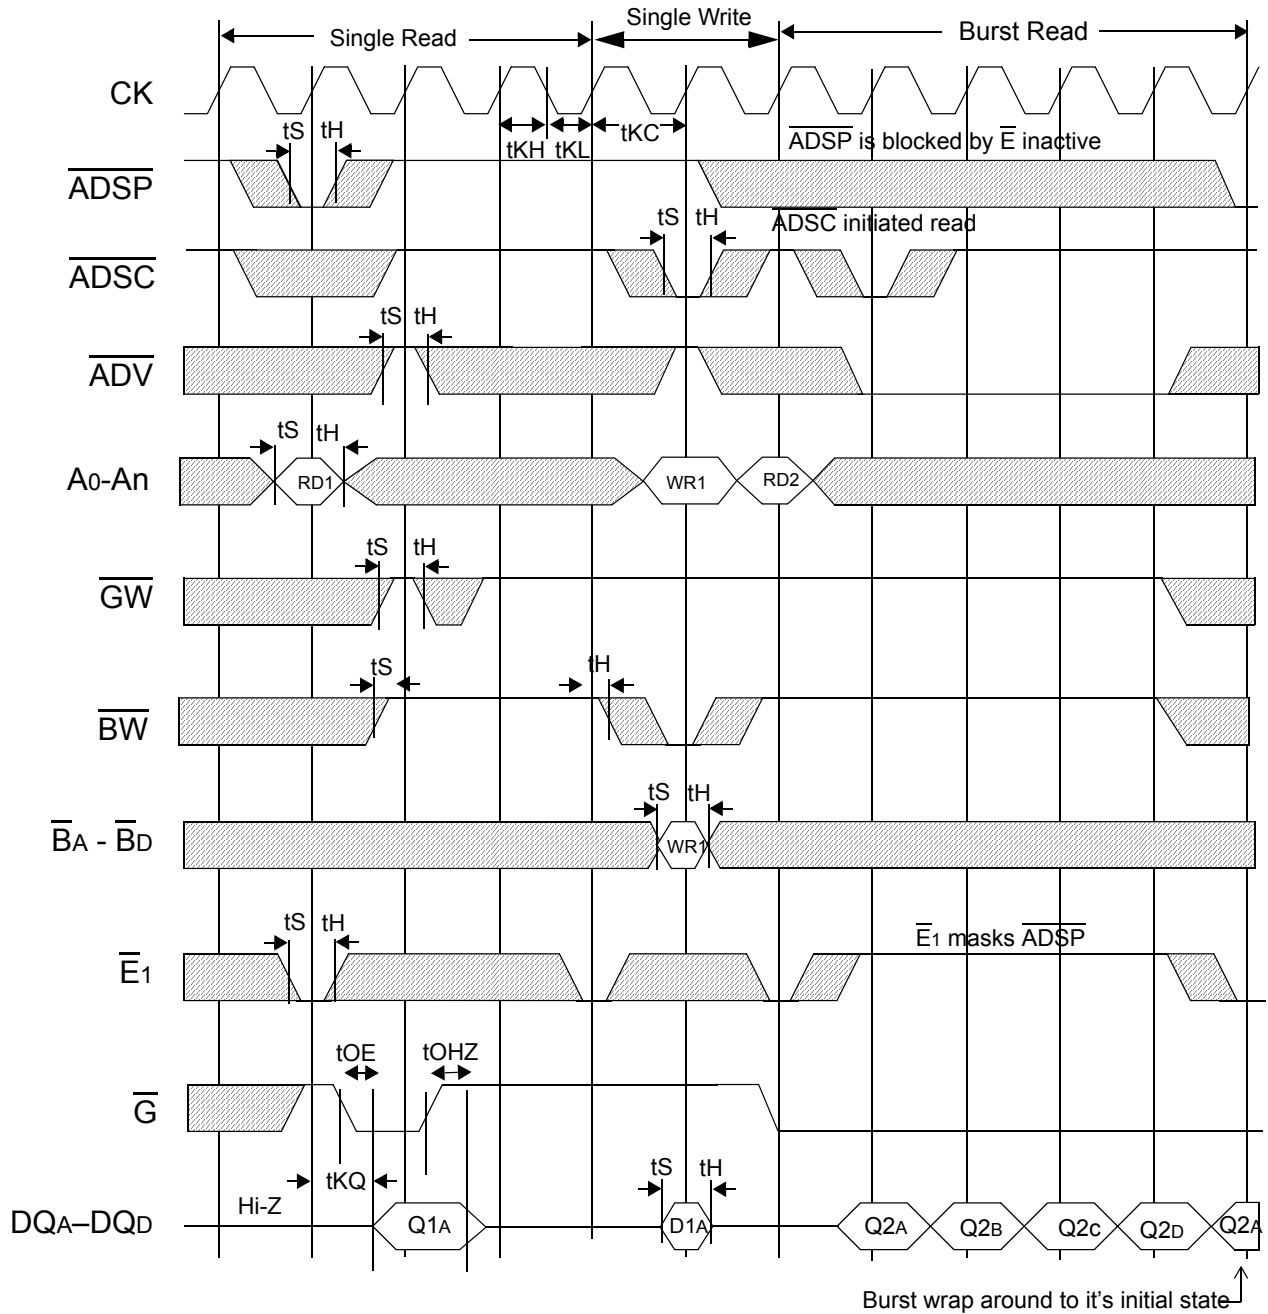 Single Read
Single Write
Burst Read
CK
tS
tH
tKH
tKL
tKC
ADSP is blocked by E inactive
ADSP
tS
tH
ADSC initiated read
ADSC
tS
tH
ADV
tS
tH
A0-An
RD1
WR1
RD2
tS
tH
GW
tS
tH
BW
tS
tH
BA - BD
WR1
tS
tH
E1 masks ADSP
E1
tOE
tOHZ
G
tKQ
tS
tH
Hi-Z
DQA–DQD
Q1A
D1A
Q2A
Q2B
Q2C
Q2D
Q2A
Burst wrap around to it's initial state